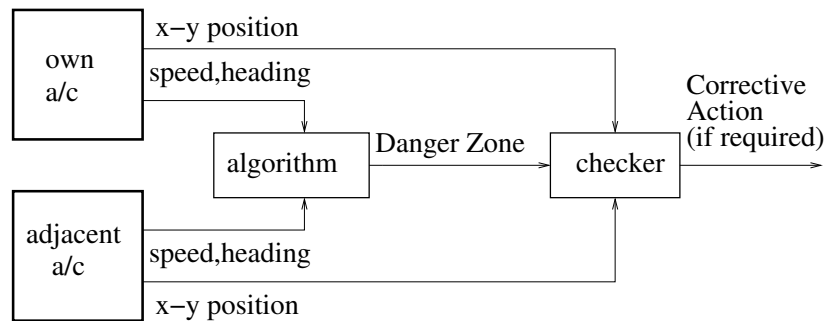 x−y position
own
a/c
speed,heading
Corrective
Action
(if required)
algorithm
Danger Zone
checker
adjacent
a/c
speed,heading
x−y position